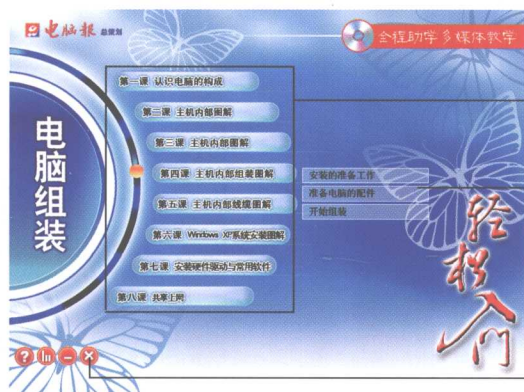 电脑报 总策划
全程助学 多媒体教学
电脑组装
第一课 认识电脑的构成
第二课 主机内部图解
第三课 主机内部图解
第四课 主机内部组装图解
第五课 主机内部线缆图解
第六课 Windows XP系统安装图解
第七课 安装硬件驱动与常用软件
第八课 共享上网
安装的准备工作
准备电脑的配件
开始组装
轻松入门